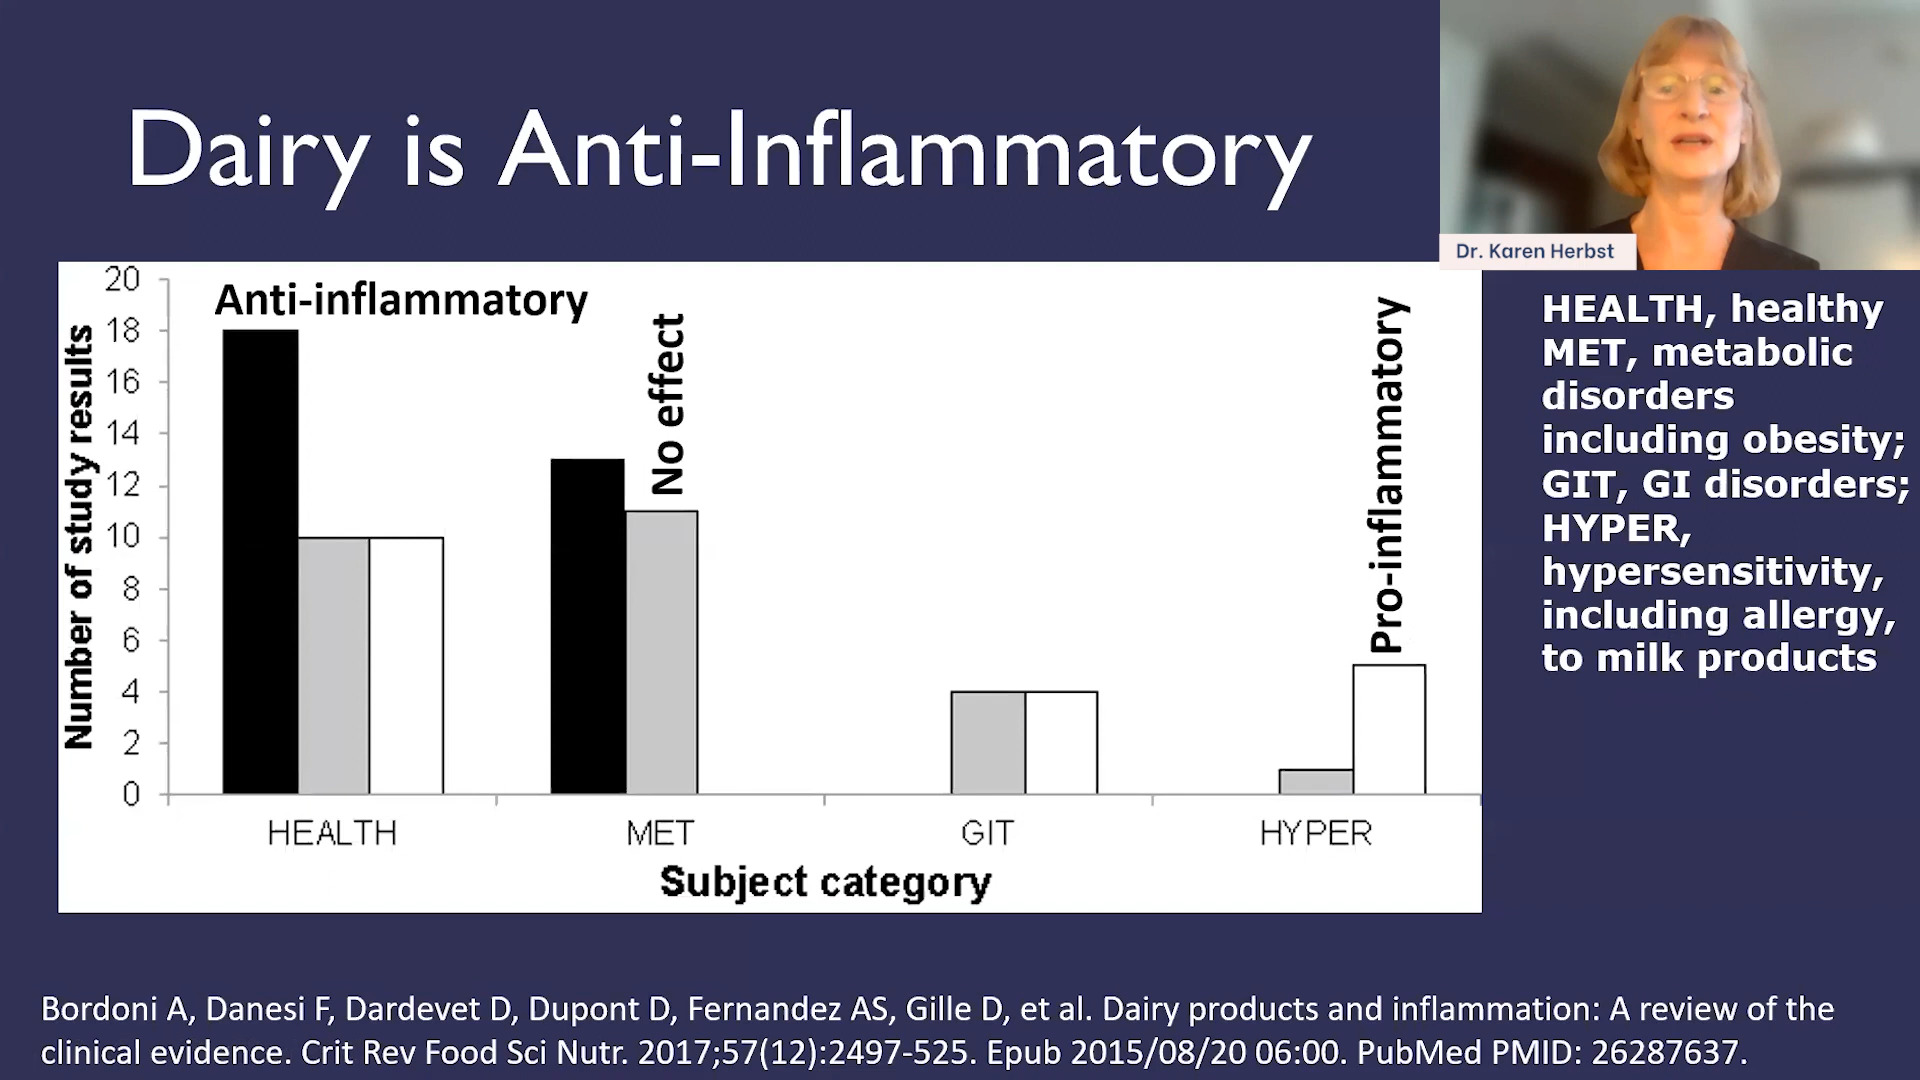 Dairy is Anti-Inflammatory
Dr. Karen Herbst
Anti-inflammatory
No effect
Pro-inflammatory
Number of study results
20
18
16
14
12
10
8
6
4
2
0
HEALTH MET GIT HYPER
Subject category
HEALTH, healthy
MET, metabolic
disorders
including obesity;
GIT, GI disorders;
HYPER,
hypersensitivity,
including allergy,
to milk products
Bordoni A, Danesi F, Dardevet D, Dupont D, Fernandez AS, Gille D, et al. Dairy products and inflammation: A review of the
clinical evidence. Crit Rev Food Sci Nutr. 2017;57(12):2497-525. Epub 2015/08/20 06:00. PubMed PMID: 26287637.